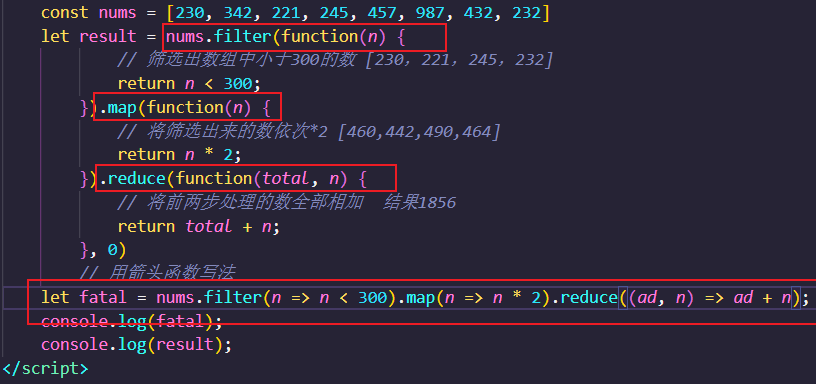 const nums = [230, 342, 221, 245, 457, 987, 432, 232]
let result = nums.filter(function(n) {
// 筛选出数组中小于300的数 [230，221，245，232]
return n < 300;
}).map(function(n) {
// 将筛选出来的数依次*2 [460,442,490,464]
return n * 2;
}).reduce(function(total, n) {
// 将前两步处理的数全部相加 结果1856
return total + n;
}, 0)
// 用箭头函数写法
let fatal = nums.filter(n => n < 300).map(n => n * 2).reduce((ad, n) => ad + n);
console.log(fatal);
console.log(result);
</script>